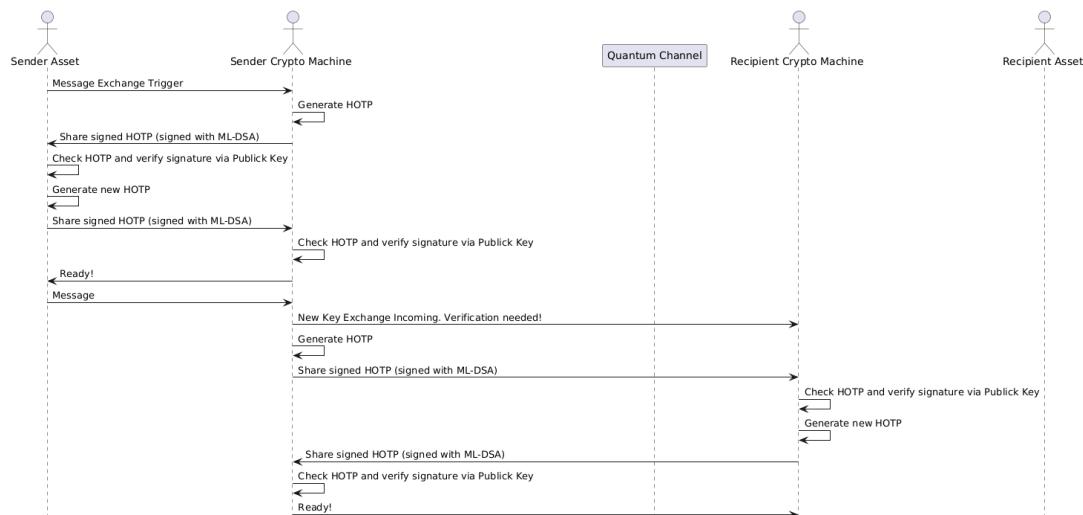 Sender Asset
Sender Crypto Machine
Quantum Channel
Recipient Crypto Machine
Recipient Asset
Message Exchange Trigger
Generate HOTP
Share signed HOTP (signed with ML-DSA)
Check HOTP and verify signature via Publick Key
Generate new HOTP
Share signed HOTP (signed with ML-DSA)
Check HOTP and verify signature via Publick Key
Ready!
Message
New Key Exchange Incoming. Verification needed!
Generate HOTP
Share signed HOTP (signed with ML-DSA)
Check HOTP and verify signature via Publick Key
Generate new HOTP
Share signed HOTP (signed with ML-DSA)
Check HOTP and verify signature via Publick Key
Ready!